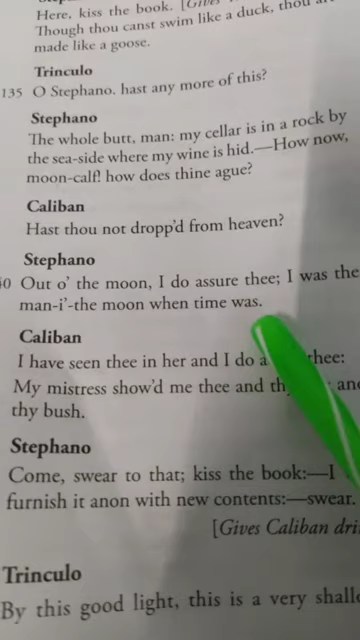 Here, kiss the book. [Gives
Though thou canst swim like a duck, thou
made like a goose.
Trinculo
135 O Stephano. hast any more of this?
Stephano
The whole butt, man: my cellar is in a rock by
the sea-side where my wine is hid.—How now,
moon-calf! how does thine ague?
Caliban
Hast thou not dropp'd from heaven?
Stephano
Out o' the moon, I do assure thee; I was the
man-i'-the moon when time was.
Caliban
I have seen thee in her and I do thee:
My mistress show'd me thee and
thy bush.
Stephano
Come, swear to that; kiss the book:—I
furnish it anon with new contents:—swear.
[Gives Caliban
Trinculo
By this good light, this is a very